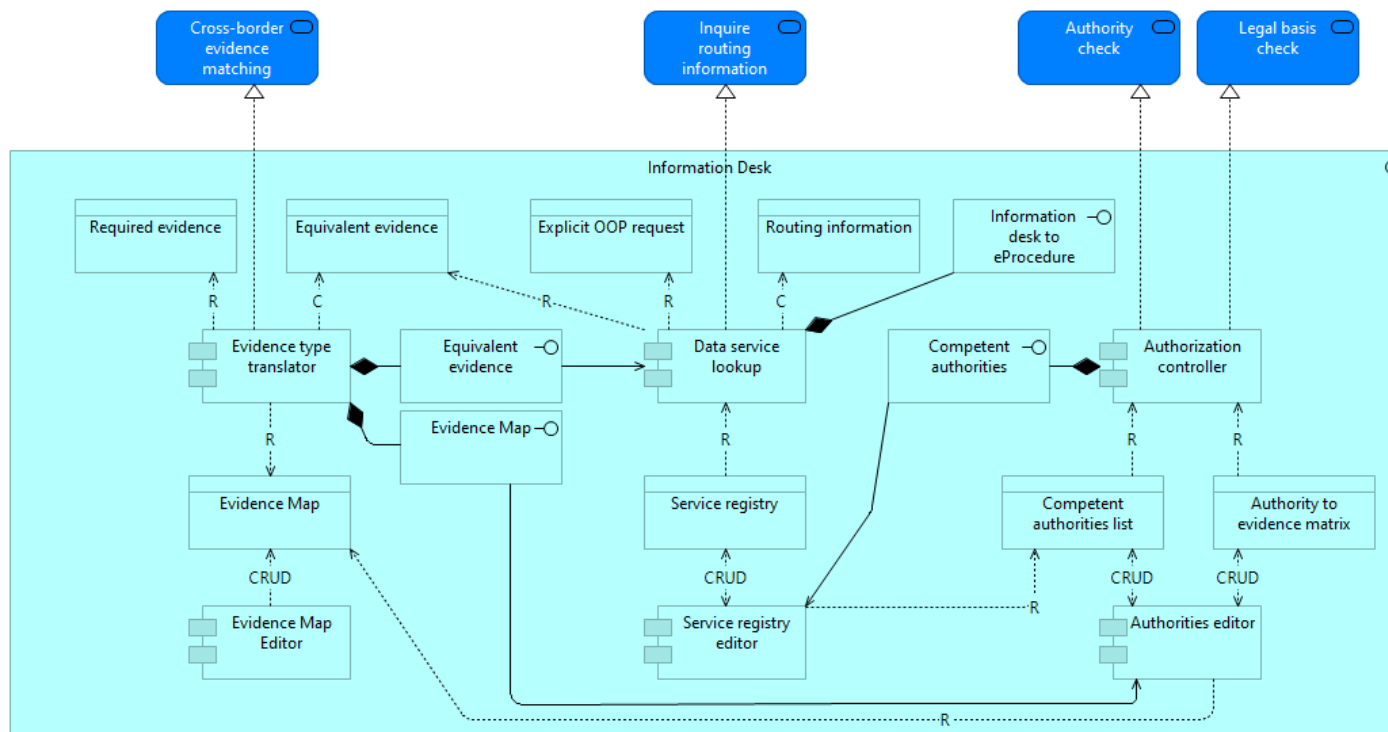 Cross-border
evidence
matching
Inquire
routing
information
Authority
check
Legal basis
check
Information Desk
Required evidence
Equivalent evidence
Explicit OOP request
Routing information
Information
desk to
eProcedure
R
C
R
R
C
Evidence type
translator
Equivalent
evidence
Data service
lookup
Competent
authorities
Authorization
controller
Evidence Map
R
R
R
R
Evidence Map
Service registry
Competent
authorities list
Authority to
evidence matrix
CRUD
CRUD
CRUD
CRUD
R
Evidence Map
Editor
Service registry
editor
Authorities editor
R